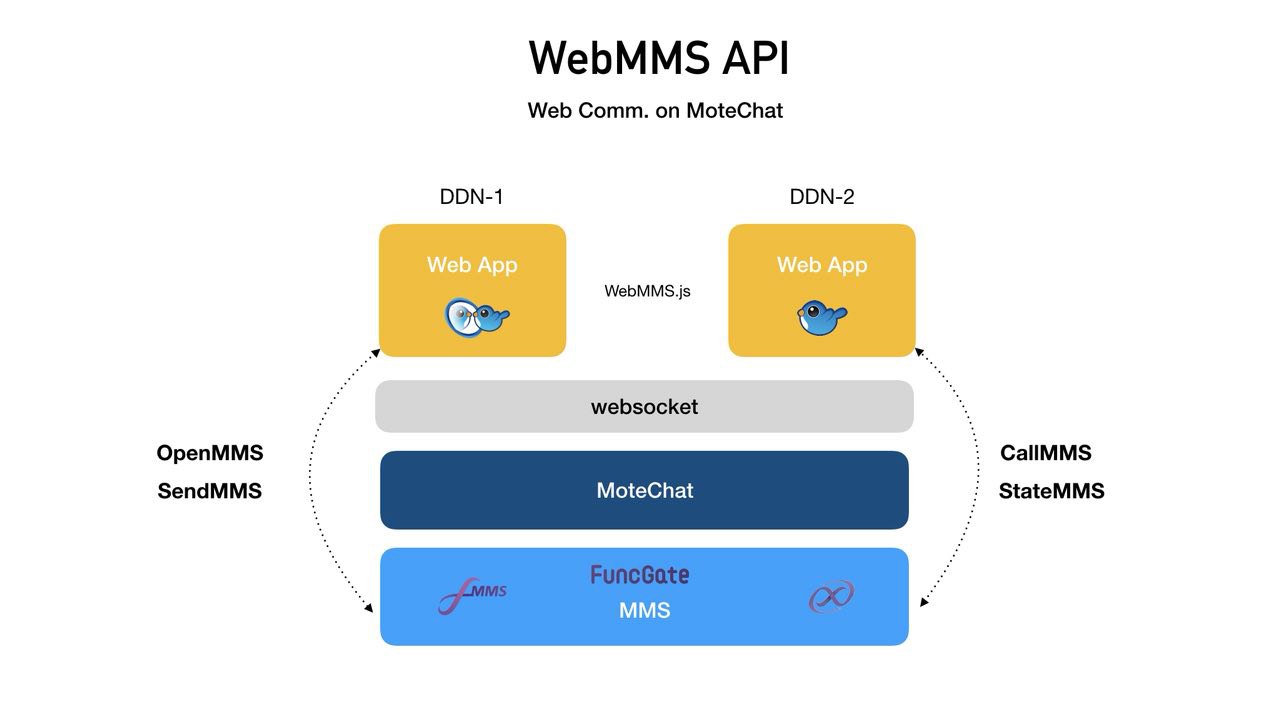 WebMMS API
Web Comm. on MoteChat
DDN-1
DDN-2
Web App
Web App
WebMMS.js
websocket
OpenMMS
SendMMS
CallMMS
StateMMS
MoteChat
FuncGate
MMS
MMS